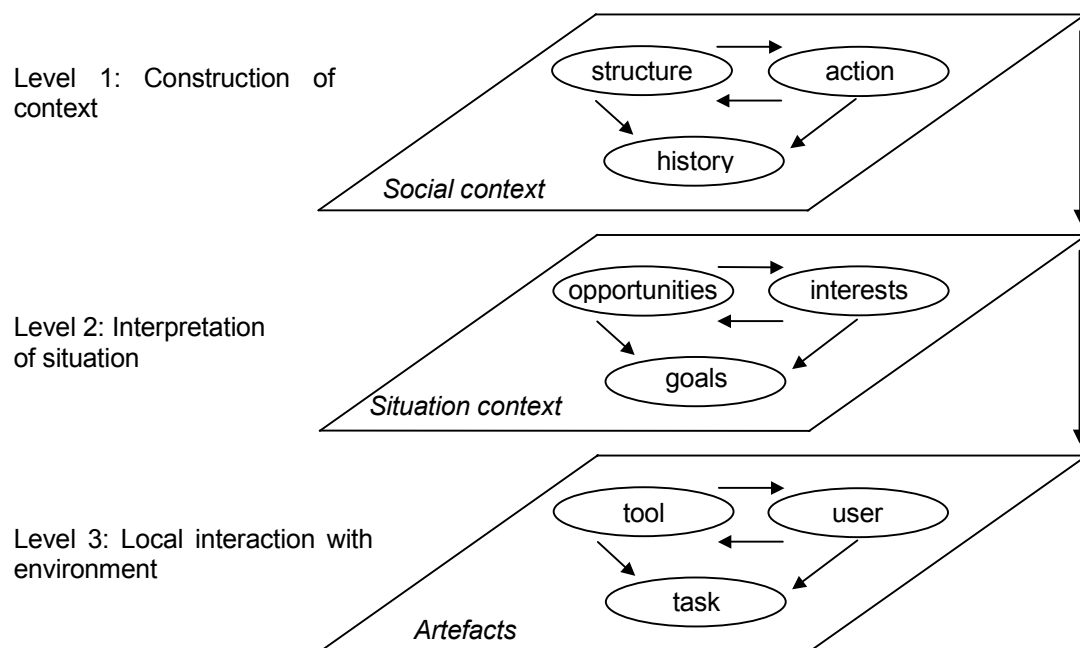 Level 1: Construction of
context
structure
action
history
Social context
Level 2: Interpretation
of situation
opportunities
interests
goals
Situation context
Level 3: Local interaction with
environment
tool
user
task
Artefacts